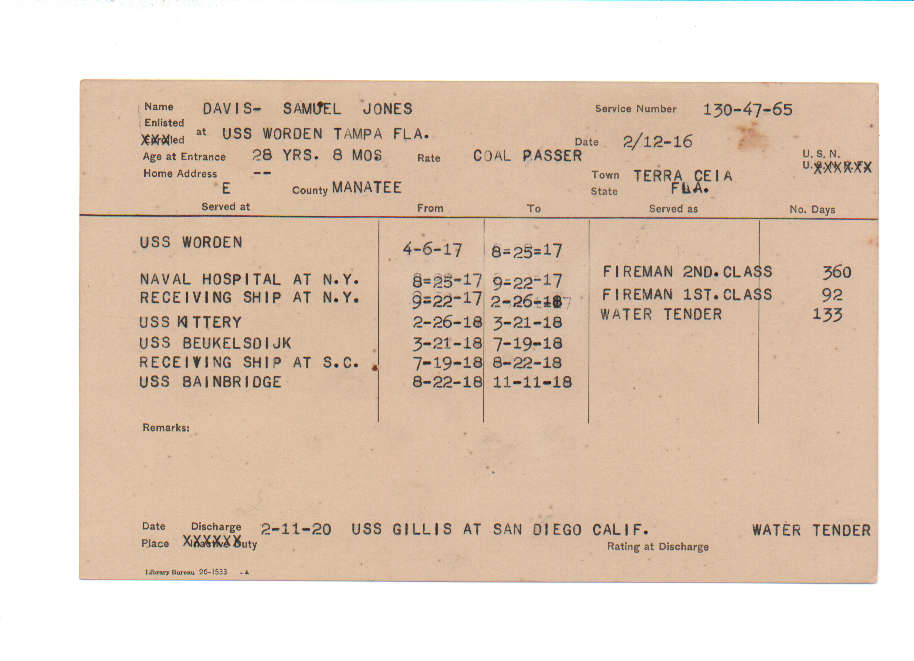 Name DAVIS- SAMUEL JONES Service Number 130-47-65
Enlisted
XXXled at USS WORDEN TAMPA FLA. Date 2/12-16
Age at Entrance 28 YRS. 8 MOS Rate COAL PASSER U. S. N.
Home Address -- Town TERRA CEIA U.
E County MANATEE State FLA.
Served at From To Served as No. Days
USS WORDEN 4-6-17 8=25=17
FIREMAN 2ND.CLASS 360
NAVAL HOSPITAL AT N.Y. 8=25-17 9-22-17
RECEIVING SHIP AT N.Y. 9=22-17 2-26-18 FIREMAN 1ST.CLASS 92
WATER TENDER 133
USS KITTERY 2-26-18 3-21-18
USS BEUKELSDIJK 3-21-18 7-19-18
RECEIVING SHIP AT S.C. 7-19-18 8-22-18
USS BAINBRIDGE 8-22-18 11-11-18
Remarks:
Date Discharge 2-11-20 USS GILLIS AT SAN DIEGO CALIF. WATER TENDER
Place Inactive Duty Rating at Discharge
Library Bureau 26-1533